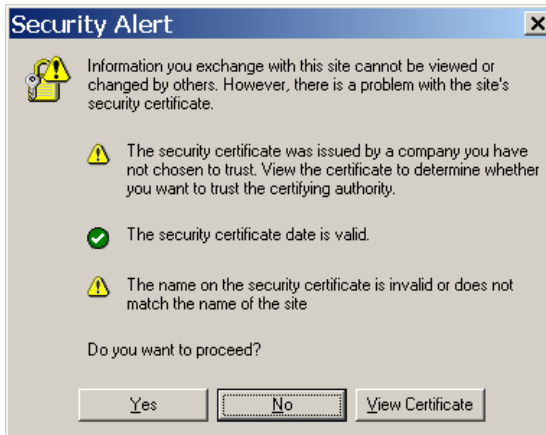 Security Alert
Information you exchange with this site cannot be viewed or
changed by others. However, there is a problem with the site's
security certificate.
The security certificate was issued by a company you have
not chosen to trust. View the certificate to determine whether
you want to trust the certifying authority.
The security certificate date is valid.
The name on the security certificate is invalid or does not
match the name of the site
Do you want to proceed?
Yes
No
View Certificate